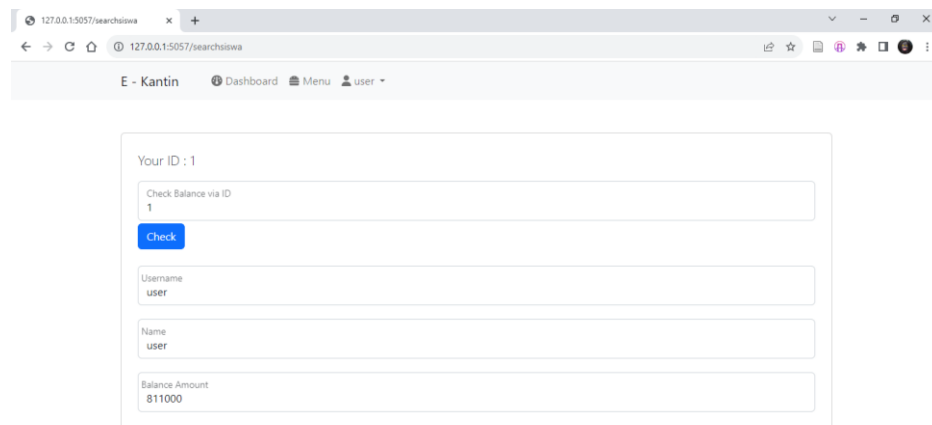 127.0.0.1:5057/searchsiswa
127.0.0.1:5057/searchsiswa
E - Kantin Dashboard Menu user
Your ID : 1
Check Balance via ID
1
Check
Username
user
Name
user
Balance Amount
811000